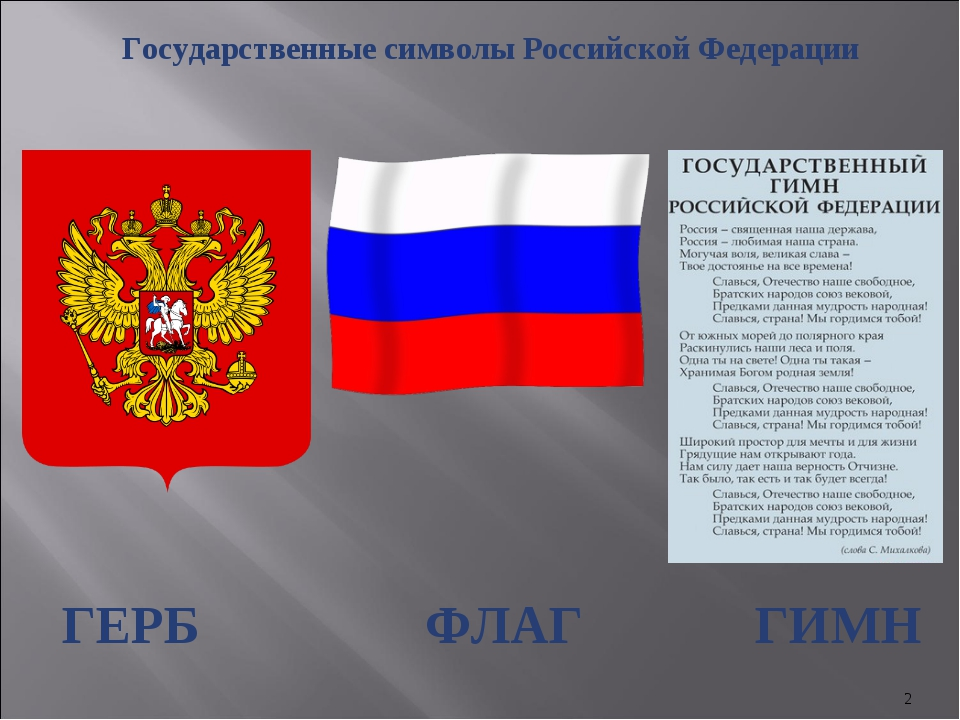 Государственные символы Российской Федерации
ГОСУДАРСТВЕННЫЙ
ГИМН
РОССИЙСКОЙ ФЕДЕРАЦИИ
Россия – священная наша держава,
Россия – любимая наша страна.
Могучая воля, великая слава –
Твое достоянье на все времена!
Славься, Отечество наше свободное,
Братских народов союз вековой,
Предками данная мудрость народная!
Славься, страна! Мы гордимся тобой!
От южных морей до полярного края
Раскинулись наши леса и поля.
Одна ты на свете! Одна ты такая –
Хранимая Богом родная земля!
Славься, Отечество наше свободное,
Братских народов союз вековой,
Предками данная мудрость народная!
Славься, страна! Мы гордимся тобой!
Широкий простор для мечты и для жизни
Грядущие нам открывают года.
Нам силу дает наша верность Отчизне.
Так было, так есть и так будет всегда!
Славься, Отечество наше свободное,
Братских народов союз вековой,
Предками данная мудрость народная!
Славься, страна! Мы гордимся тобой!
(слова С. Михалкова)
ГЕРБ ФЛАГ ГИМН
2